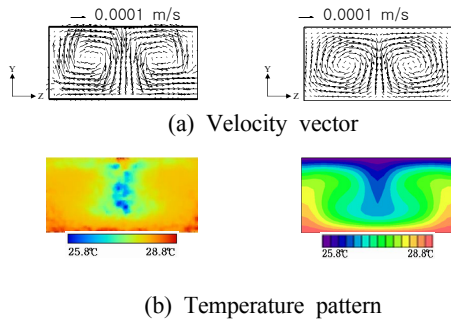 0.0001 m/s
0.0001 m/s
Y
Z
Y
Z
(a) Velocity vector
25.8℃ 28.8℃
25.8℃ 28.8℃
(b) Temperature pattern